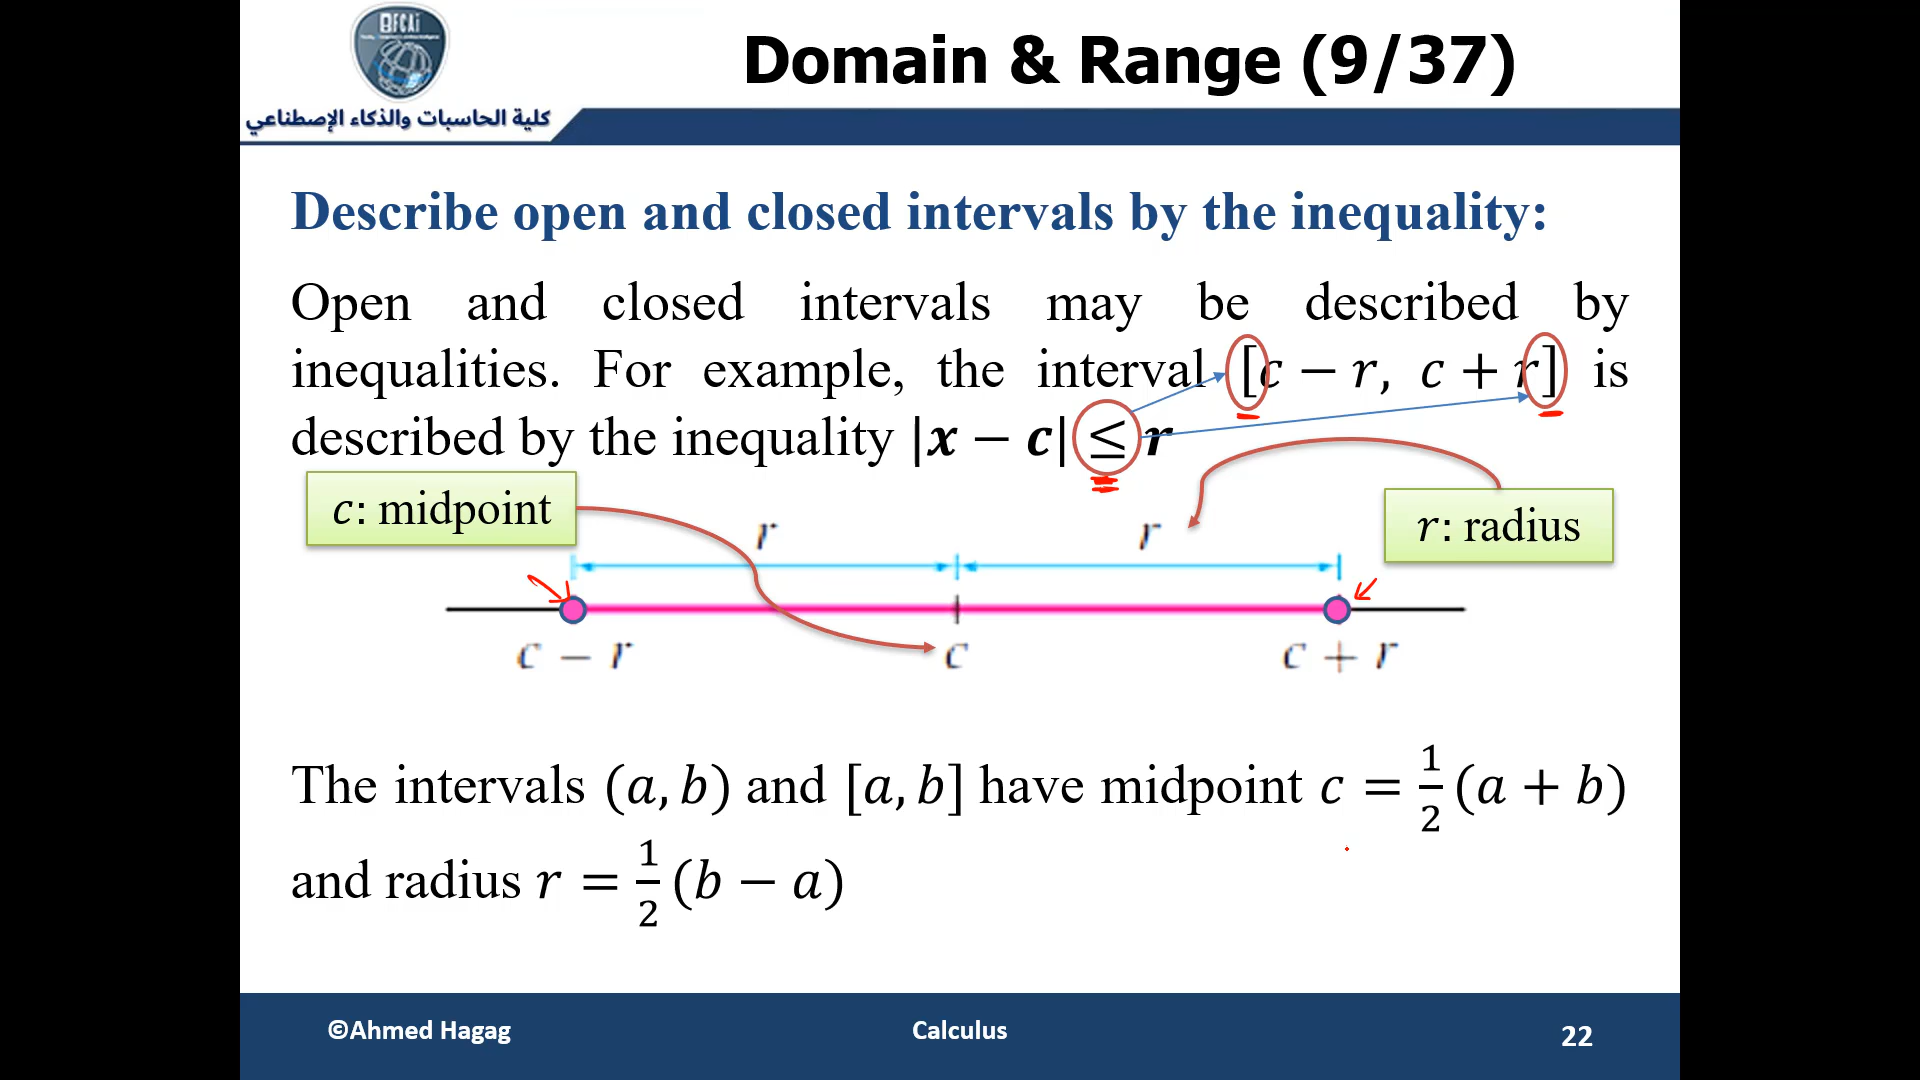 Domain & Range (9/37)
كلية الحاسبات والذكاء الإصطناعي
Describe open and closed intervals by the inequality:
Open and closed intervals may be described by
inequalities. For example, the interval [c − r, c + r] is
described by the inequality |x − c| ≤ r
c: midpoint
r: radius
r r
c − r c c + r
The intervals (a, b) and [a, b] have midpoint c = 1/2 (a + b)
and radius r = 1/2 (b − a)
©Ahmed Hagag Calculus 22